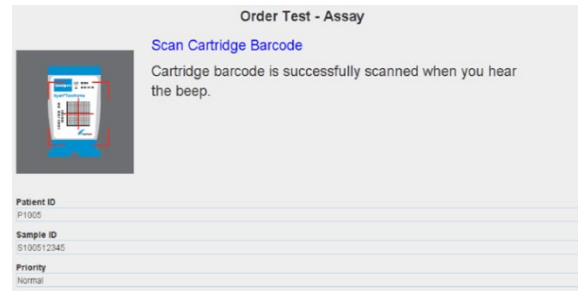 Order Test - Assay
Scan Cartridge Barcode
Cartridge barcode is successfully scanned when you hear
the beep.
Patient ID
P1005
Sample ID
S100512345
Priority
Normal